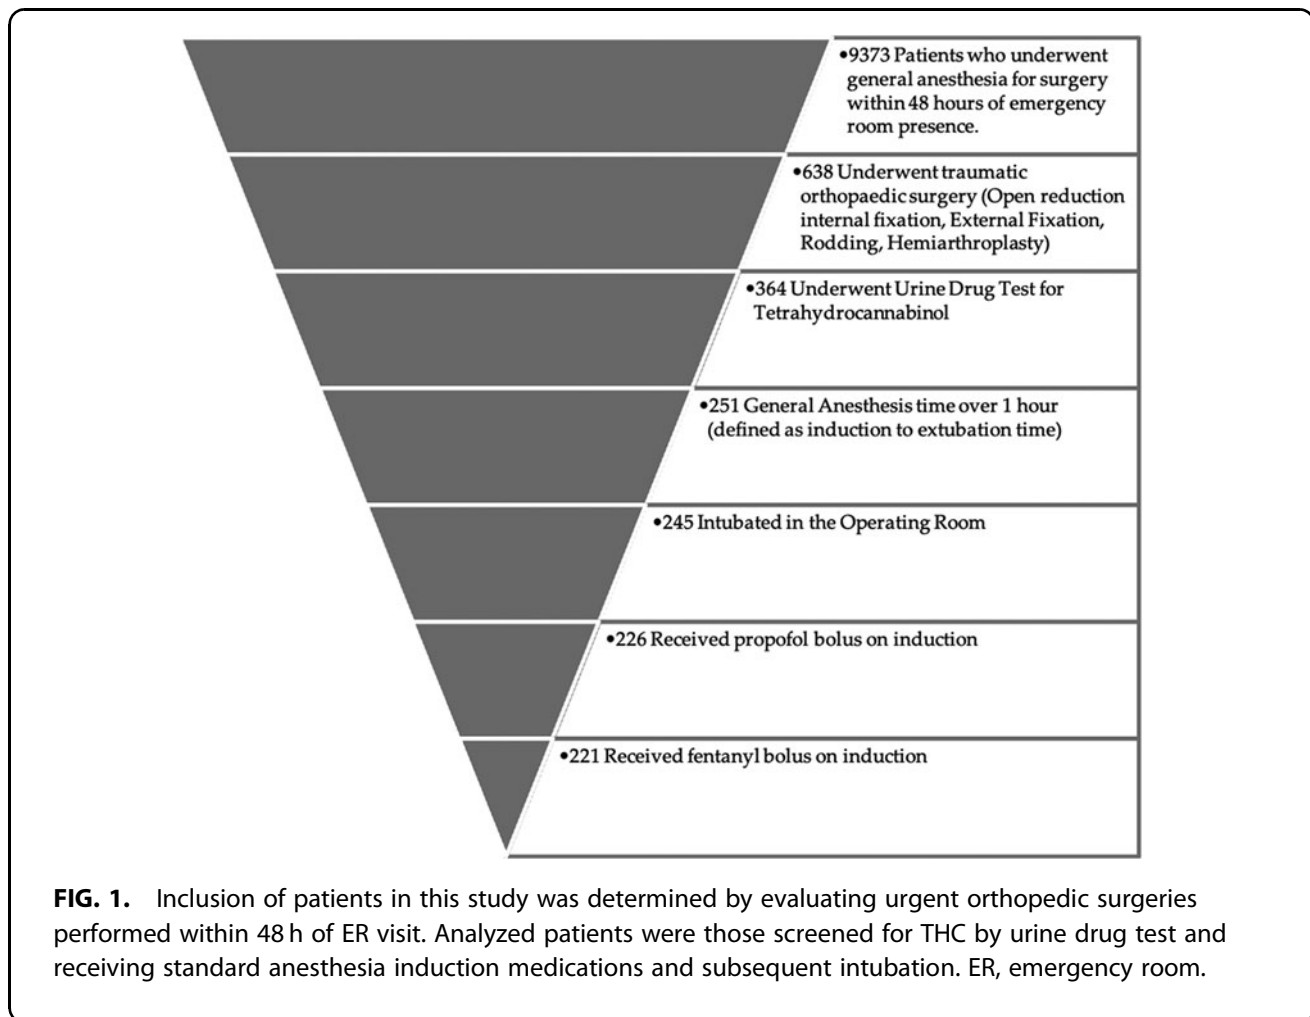 •9373 Patients who underwent
general anesthesia for surgery
within 48 hours of emergency
room presence.
•638 Underwent traumatic
orthopaedic surgery (Open reduction
internal fixation, External Fixation,
Rodding, Hemiarthroplasty)
•364 Underwent Urine Drug Test for
Tetrahydrocannabinol
•251 General Anesthesis time over 1 hour
(defined as induction to extubation time)
•245 Intubated in the Operating Room
•226 Received propofol bolus on induction
•221 Received fentanyl bolus on induction
FIG. 1. Inclusion of patients in this study was determined by evaluating urgent orthopedic surgeries
performed within 48 h of ER visit. Analyzed patients were those screened for THC by urine drug test and
receiving standard anesthesia induction medications and subsequent intubation. ER, emergency room.